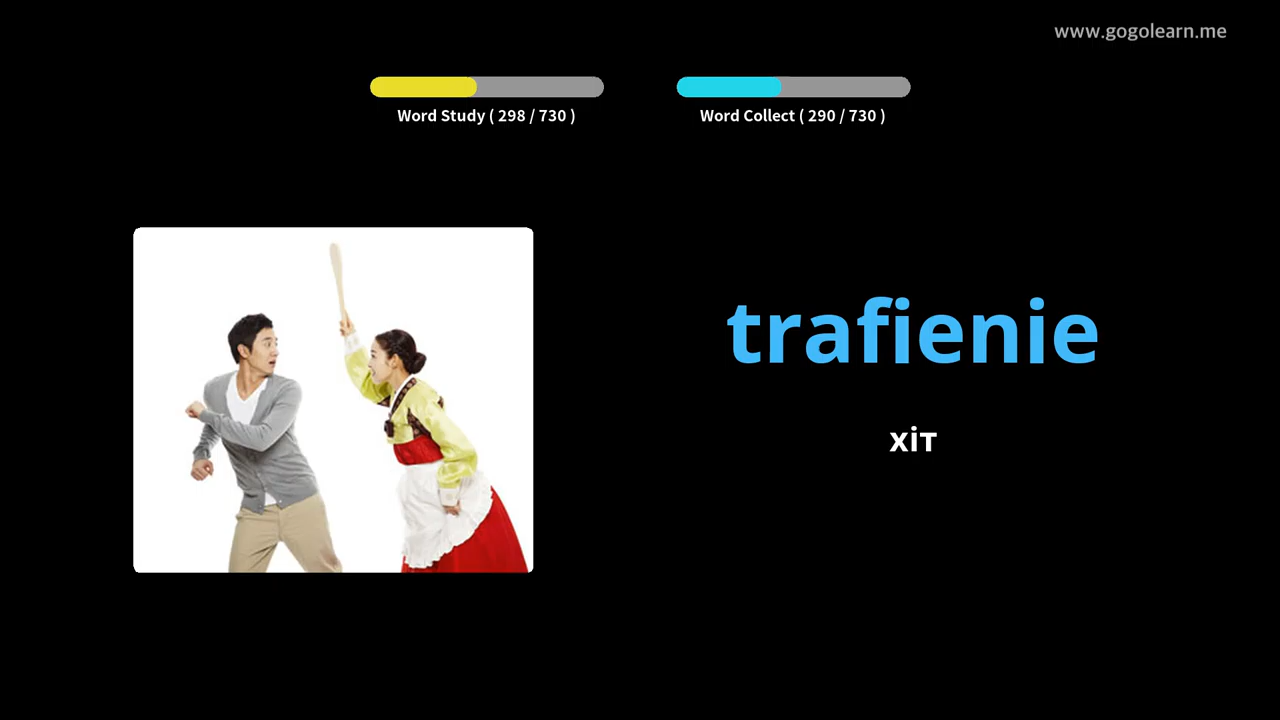 www.gogolearn.me
Word Study ( 298 / 730 )
Word Collect ( 290 / 730 )
trafienie
хіт